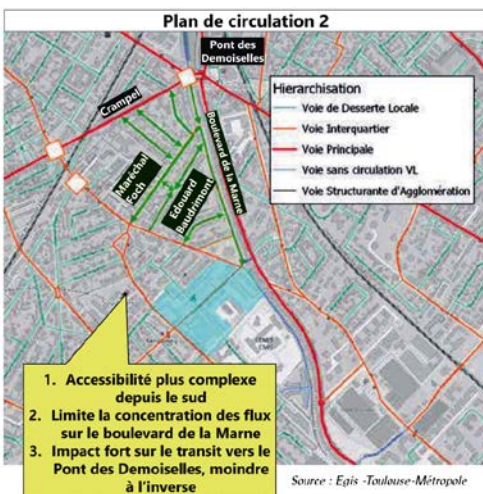 Plan de circulation 2
Pont des
Demoiselles
Crampel
Boulevard de la Marne
Maréchal
Foch
Edouard
Baudrimont
Hierarchisation
Voie de Desserte Locale
Voie Interquartier
Voie Principale
Voie sans circulation VL
Voie Structurante d'Agglomération
1. Accessibilité plus complexe
depuis le sud
2. Limite la concentration des flux
sur le boulevard de la Marne
3. Impact fort sur le transit vers le
Pont des Demoiselles, moindre
à l'inverse
Source : Egis -Toulouse-Métropole